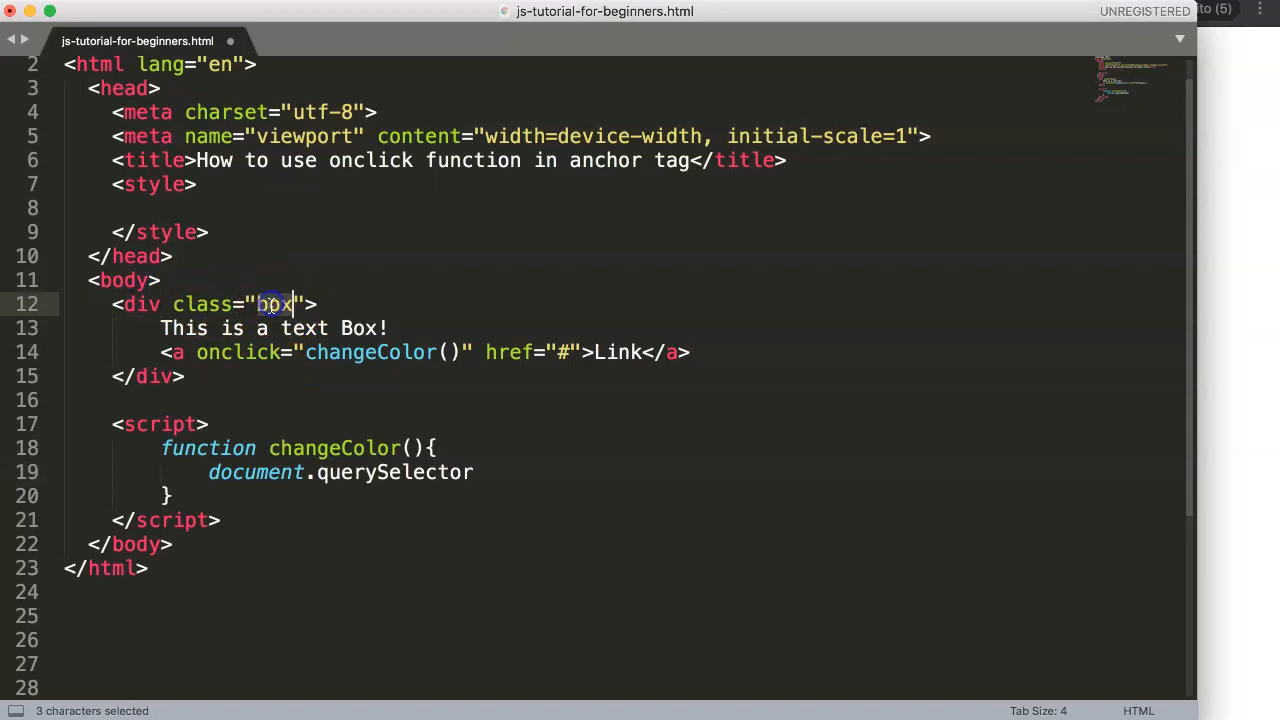 js-tutorial-for-beginners.html
UNREGISTERED
ito (5)
js-tutorial-for-beginners.html
2 <html lang="en">
3 <head>
4 <meta charset="utf-8">
5 <meta name="viewport" content="width=device-width, initial-scale=1">
6 <title>How to use onclick function in anchor tag</title>
7 <style>
8
9 </style>
10 </head>
11 <body>
12 <div class="box">
13 This is a text Box!
14 <a onclick="changeColor()" href="#">Link</a>
15 </div>
16
17 <script>
18 function changeColor(){
19 document.querySelector
20 }
21 </script>
22 </body>
23 </html>
24
25
26
27
28
3 characters selected
Tab Size: 4
HTML